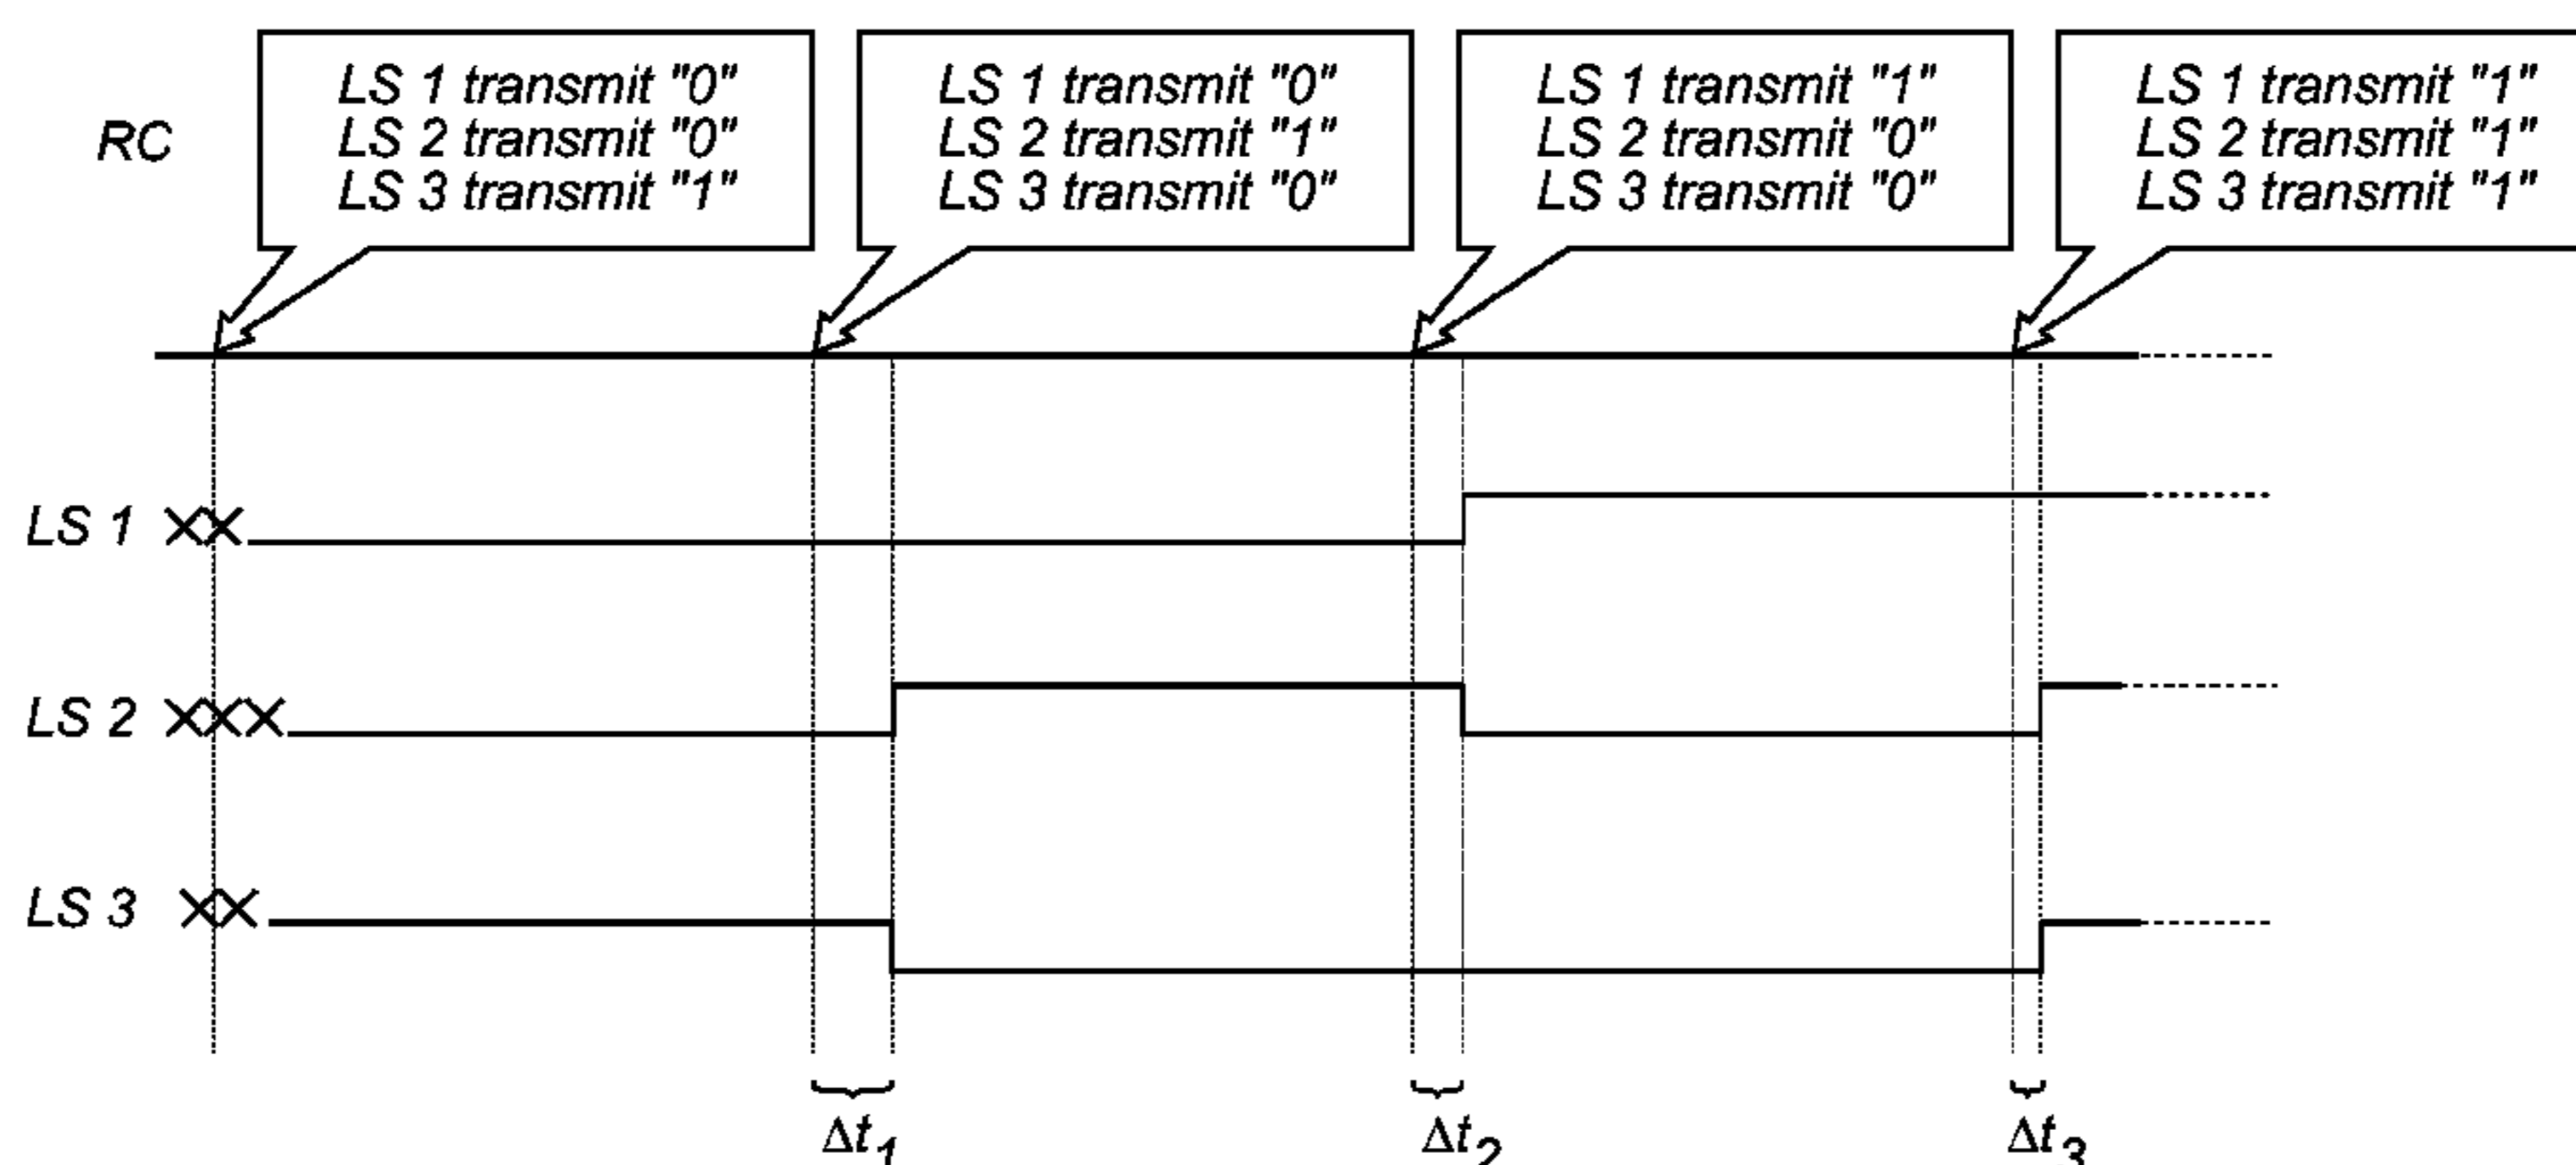 RC
LS 1 transmit "0"
LS 2 transmit "0"
LS 3 transmit "1"
LS 1 transmit "0"
LS 2 transmit "1"
LS 3 transmit "0"
LS 1 transmit "1"
LS 2 transmit "0"
LS 3 transmit "0"
LS 1 transmit "1"
LS 2 transmit "1"
LS 3 transmit "1"
LS 1
LS 2
LS 3
Δt1
Δt2
Δt3